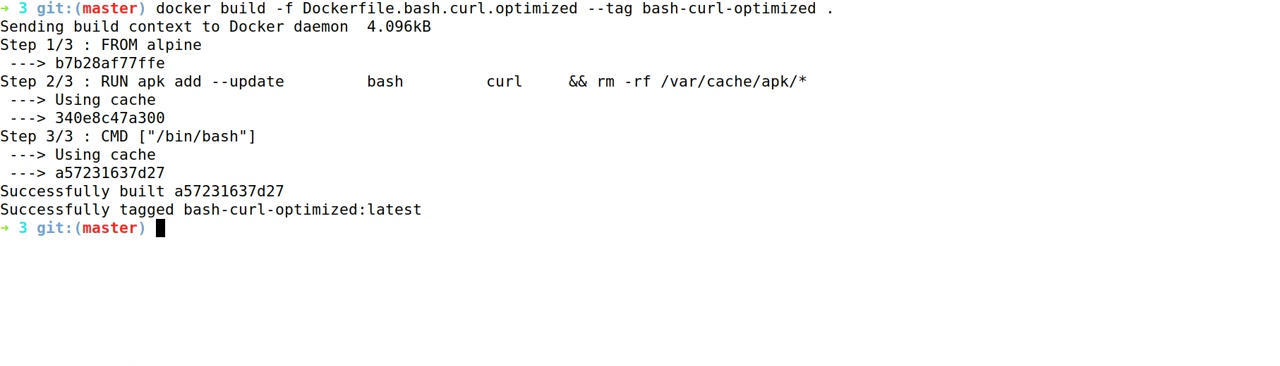 → 3 git:(master) docker build -f Dockerfile.bash.curl.optimized --tag bash-curl-optimized .
Sending build context to Docker daemon  4.096kB
Step 1/3 : FROM alpine
 ---> b7b28af77ffe
Step 2/3 : RUN apk add --update         bash         curl     && rm -rf /var/cache/apk/*
 ---> Using cache
 ---> 340e8c47a300
Step 3/3 : CMD ["/bin/bash"]
 ---> Using cache
 ---> a57231637d27
Successfully built a57231637d27
Successfully tagged bash-curl-optimized:latest
→ 3 git:(master)